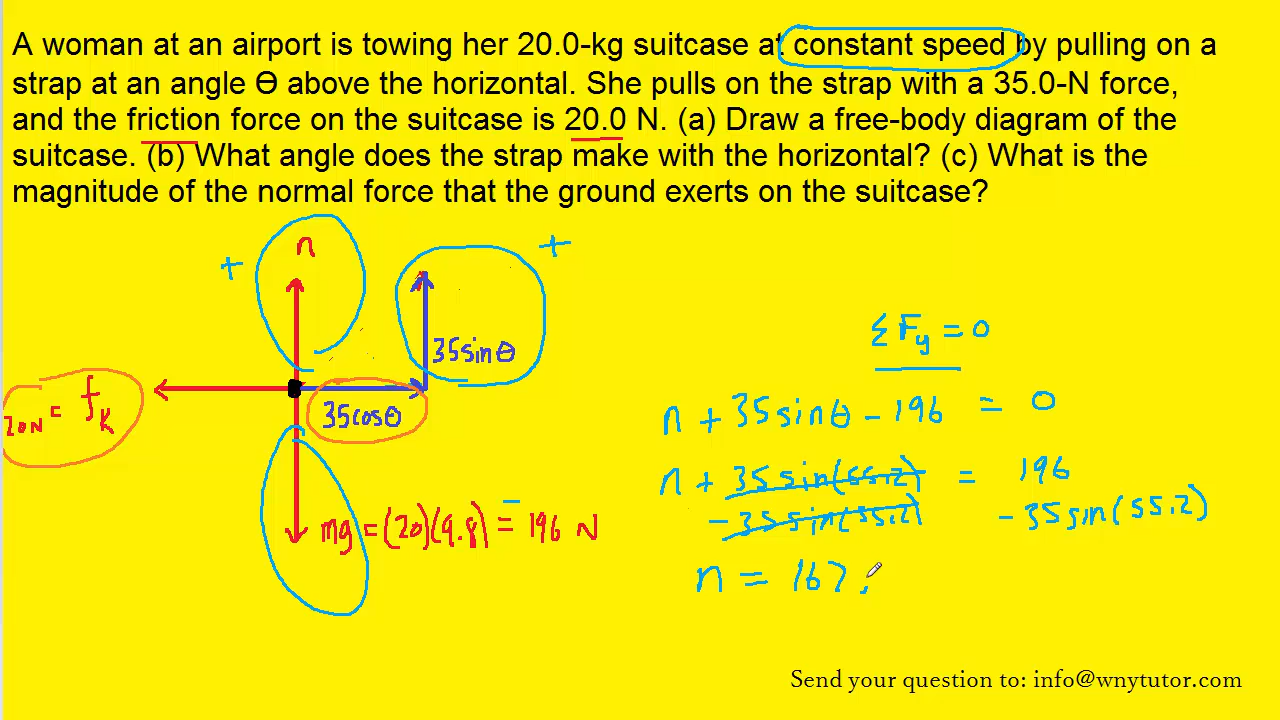 A woman at an airport is towing her 20.0-kg suitcase at constant speed by pulling on a
strap at an angle Θ above the horizontal. She pulls on the strap with a 35.0-N force,
and the friction force on the suitcase is 20.0 N. (a) Draw a free-body diagram of the
suitcase. (b) What angle does the strap make with the horizontal? (c) What is the
magnitude of the normal force that the ground exerts on the suitcase?
+ n +
35sinθ
20N = fK
35cosθ
mg = (20)(9.8) = 196 N
ΣFy = 0
n + 35sinθ - 196 = 0
n + 35sin(55.2) = 196
-35sin(55.2) -35sin(55.2)
n = 167.
Send your question to: info@wnytutor.com